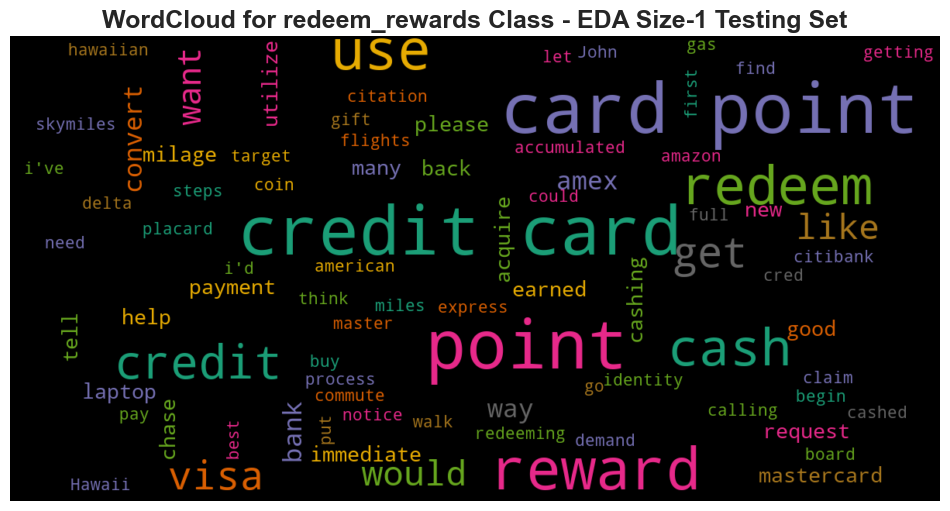 WordCloud for redeem_rewards Class - EDA Size-1 Testing Set
hawaiian
want
utilize
use
let
John
gas
getting
find
first
convert
citation
card point
skymiles
gift
please
flights
accumulated
amazon
i've
milage
target
many
back
amex
redeem
steps
coin
could
delta
acquire
full
new
like
need
placard
credit card
get
citibank
i'd
american
cred
payment
think
miles
express
earned
cashing
tell
help
master
point
cash
good
credit
buy
process
go
identity
claim
laptop
commute
begin
pay
chase
best
bank
put
notice
walk
way
redeeming
calling
cashed
demand
request
immediate
board
Hawaii
visa
would
reward
mastercard